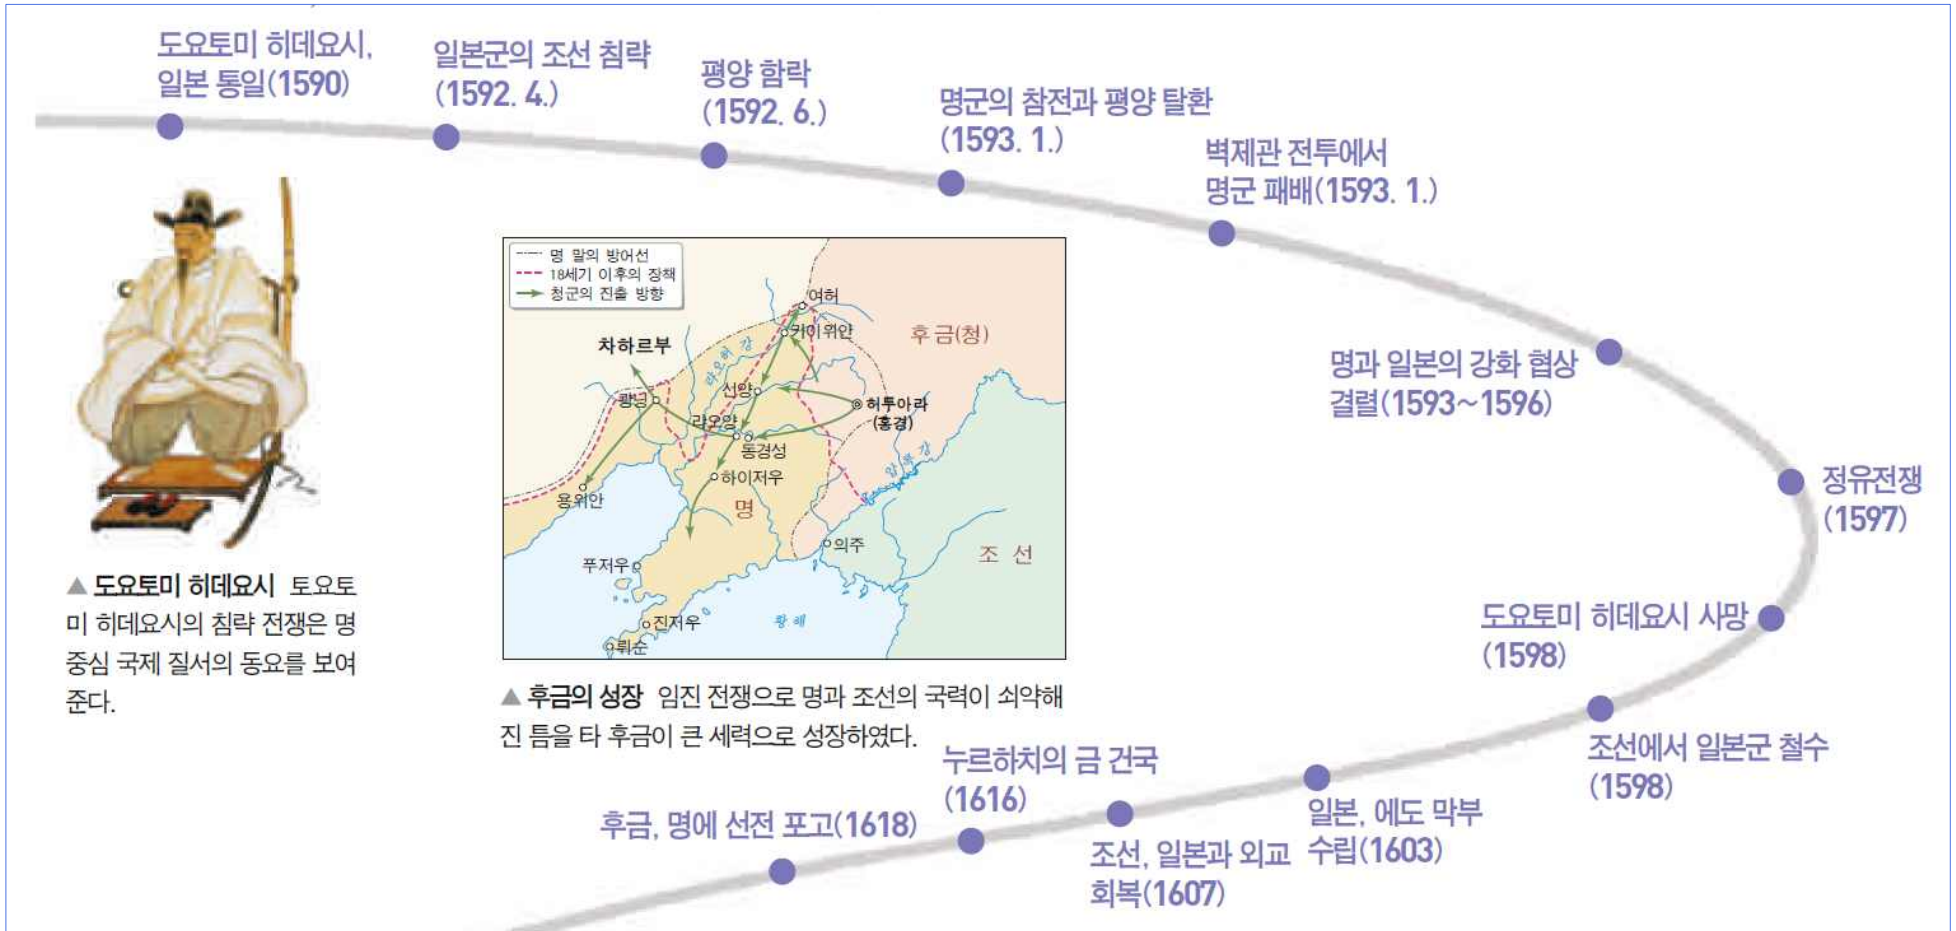 도요토미 히데요시,
일본 통일(1590)
일본군의 조선 침략
(1592. 4.)
평양 함락
(1592. 6.)
명군의 참전과 평양 탈환
(1593. 1.)
벽제관 전투에서
명군 패배(1593. 1.)
명과 일본의 강화 협상
결렬(1593~1596)
정유전쟁
(1597)
도요토미 히데요시 사망
(1598)
조선에서 일본군 철수
(1598)
일본, 에도 막부
수립(1603)
조선, 일본과 외교
회복(1607)
누르하치의 금 건국
(1616)
후금, 명에 선전 포고(1618)
▲ 도요토미 히데요시 토요토
미 히데요시의 침략 전쟁은 명
중심 국제 질서의 동요를 보여
준다.
명 말의 방어선
18세기 이후의 장책
청군의 진출 방향
여허
카이위안
후금(청)
차하르부
랴오허 강
선양
광닝
허투아라
(흥경)
랴오양
동경성
압록강
하이저우
용위안
명
의주
조선
푸저우
진저우
황해
뤼순
▲ 후금의 성장 임진 전쟁으로 명과 조선의 국력이 쇠약해
진 틈을 타 후금이 큰 세력으로 성장하였다.